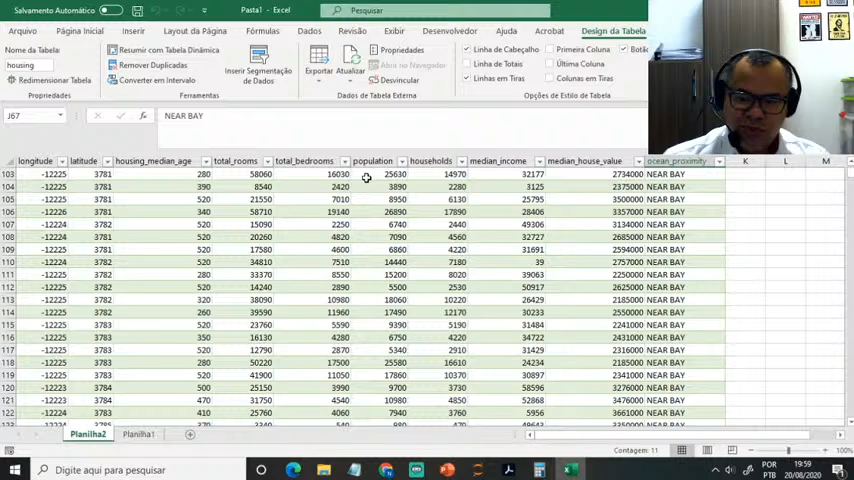 Salvamento Automático
Pasta1 - Excel
Pesquisar
Arquivo Página Inicial Inserir Layout da Página Fórmulas Dados Revisão Exibir Desenvolvedor Ajuda Acrobat Design da Tabela
Nome da Tabela:
housing
Redimensionar Tabela
Propriedades
Resumir com Tabela Dinâmica
Remover Duplicadas
Converter em Intervalo
Ferramentas
Inserir Segmentação de Dados
Exportar Atualizar
Propriedades
Abrir no Navegador
Desvincular
Dados de Tabela Externa
Linha de Cabeçalho Primeira Coluna Botão
Linha de Totais Última Coluna
Linhas em Tiras Colunas em Tiras
Opções de Estilo de Tabela
J67 fx NEAR BAY
longitude latitude housing_median_age total_rooms total_bedrooms population households median_income median_house_value ocean_proximity K L M
103 -12225 3781 280 58060 16030 25630 14970 32177 2734000 NEAR BAY
104 -12225 3781 390 8540 2420 3890 2280 3125 2375000 NEAR BAY
105 -12225 3781 520 21550 7010 8950 6130 25795 3500000 NEAR BAY
106 -12226 3781 340 58710 19140 26890 17890 28406 3357000 NEAR BAY
107 -12224 3782 520 15090 2250 6740 2440 49306 3134000 NEAR BAY
108 -12224 3781 520 20260 4820 7090 4560 32727 2685000 NEAR BAY
109 -12225 3781 520 17580 4600 6860 4220 31691 2594000 NEAR BAY
110 -12224 3782 520 34810 7510 14440 7180 39 2757000 NEAR BAY
111 -12225 3782 280 33370 8550 15200 8020 39063 2250000 NEAR BAY
112 -12225 3782 520 14240 2890 5500 2530 50917 2625000 NEAR BAY
113 -12225 3782 320 38090 10980 18060 10220 26429 2185000 NEAR BAY
114 -12225 3782 260 39590 11960 17490 12170 30233 2550000 NEAR BAY
115 -12225 3783 520 23760 5590 9390 5190 31484 2241000 NEAR BAY
116 -12225 3783 350 16130 4280 6750 4220 34722 2431000 NEAR BAY
117 -12225 3783 520 12790 2870 5340 2910 31429 2316000 NEAR BAY
118 -12225 3783 280 50220 17500 25580 16610 24234 2185000 NEAR BAY
119 -12225 3783 520 41900 11050 17860 10370 30897 2341000 NEAR BAY
120 -12223 3784 500 25150 3990 9700 3730 58596 3276000 NEAR BAY
121 -12223 3784 470 31750 4540 10980 4850 52868 3475000 NEAR BAY
122 -12224 3783 410 25760 4060 7940 3760 5956 3661000 NEAR BAY
Planilha2 Planilha1
Contagem: 11
100%
Digite aqui para pesquisar
POR
PTB
19:59
20/08/2020